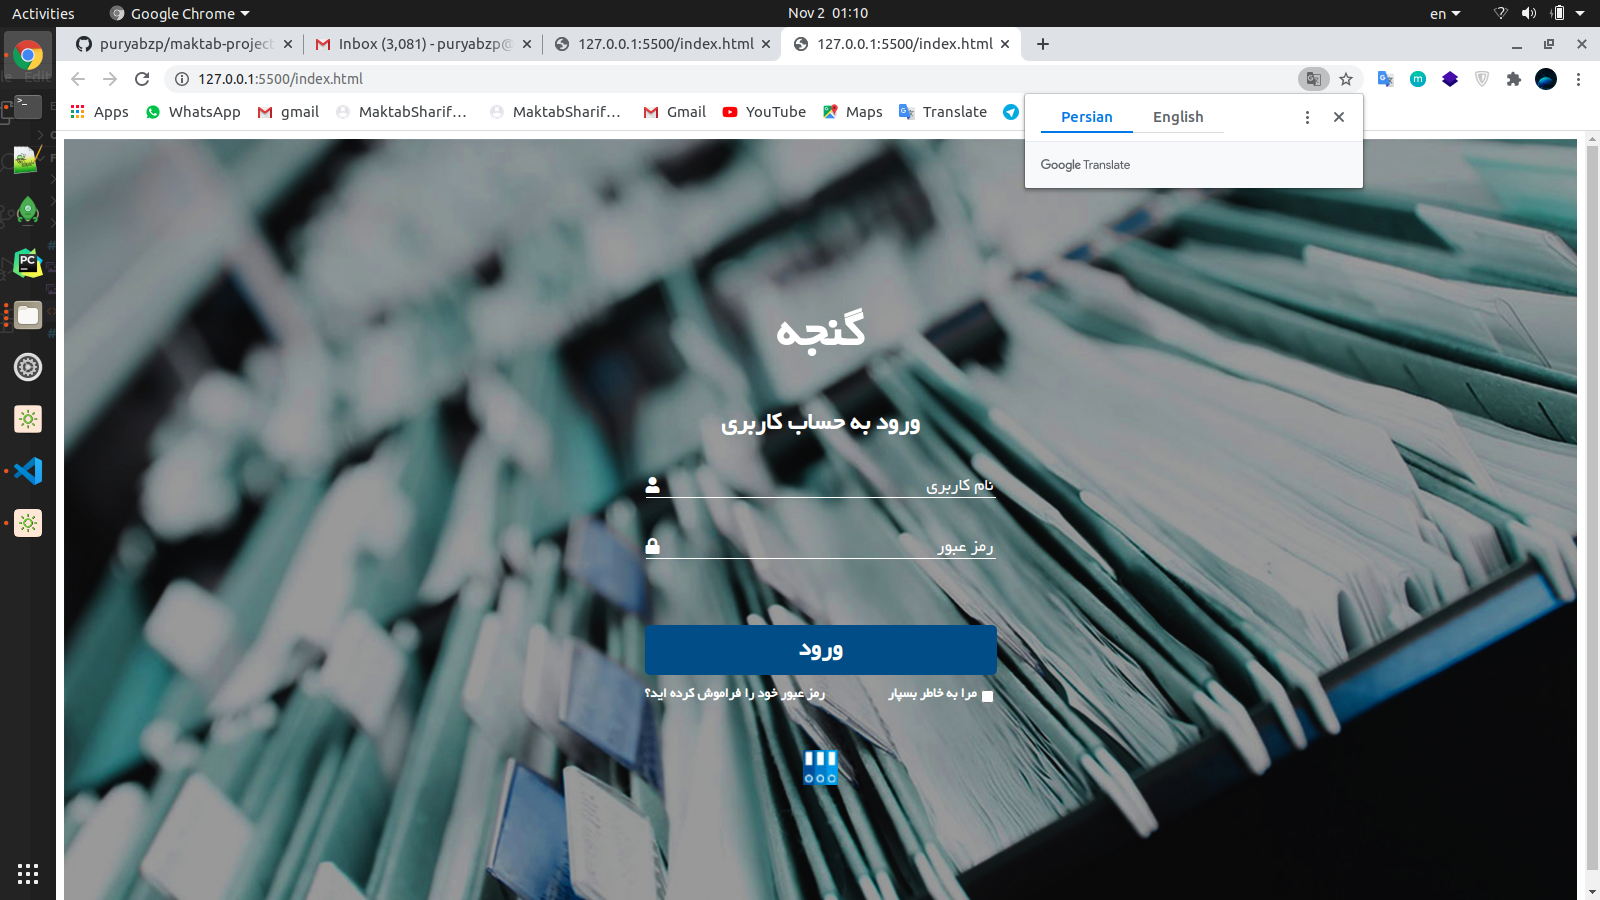 Activities
Google Chrome
Nov 2 01:10
en
puryabzp/maktab-project
Inbox (3,081) - puryabzp@
127.0.0.1:5500/index.html
127.0.0.1:5500/index.html
127.0.0.1:5500/index.html
Apps
WhatsApp
gmail
MaktabSharif...
MaktabSharif...
Gmail
YouTube
Maps
Translate
Persian
English
Google Translate
گنجه
ورود به حساب کاربری
نام کاربری
رمز عبور
ورود
مرا به خاطر بسپار
رمز عبور خود را فراموش کرده اید؟
PC
m